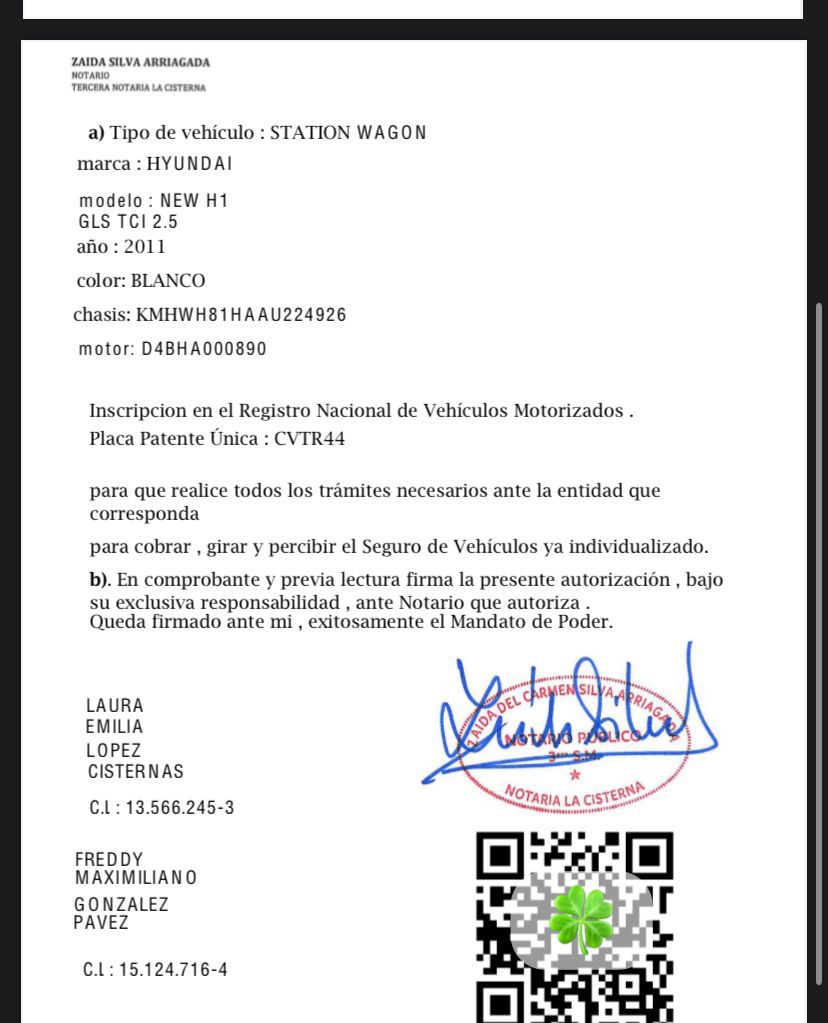 ZAIDA SILVA ARRIAGADA
NOTARIO
TERCERA NOTARIA LA CISTERNA
a) Tipo de vehículo : STATION WAGON
marca : HYUNDAI
modelo : NEW H1
GLS TCI 2.5
año : 2011
color: BLANCO
chasis: KMHWH81HAAU224926
motor: D4BHA000890
Inscripcion en el Registro Nacional de Vehículos Motorizados .
Placa Patente Única : CVTR44
para que realice todos los trámites necesarios ante la entidad que
corresponda
para cobrar , girar y percibir el Seguro de Vehículos ya individualizado.
b). En comprobante y previa lectura firma la presente autorización , bajo
su exclusiva responsabilidad , ante Notario que autoriza .
Queda firmado ante mi , exitosamente el Mandato de Poder.
LAURA
EMILIA
LOPEZ
CISTERNAS
C.l : 13.566.245-3
ZAIDA DEL CARMEN SILVA ARRIAGADA
NOTARIO PUBLICO
S.M.
NOTARIA LA CISTERNA
FREDDY
MAXIMILIANO
GONZALEZ
PAVEZ
C.l : 15.124.716-4